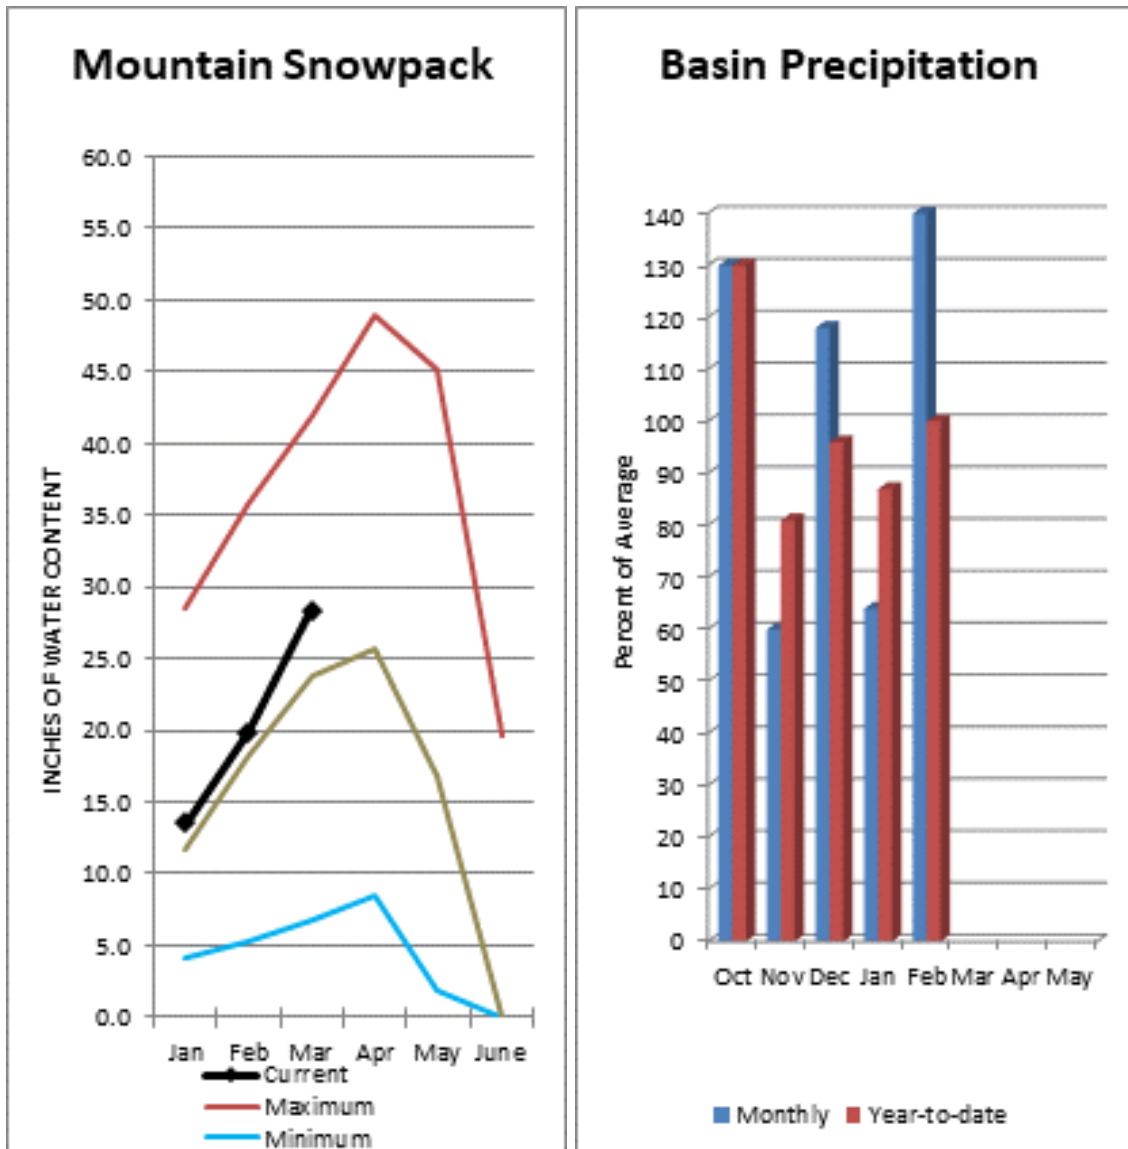 Mountain Snowpack
INCHES OF WATER CONTENT
60.0
55.0
50.0
45.0
40.0
35.0
30.0
25.0
20.0
15.0
10.0
5.0
0.0
Jan Feb Mar Apr May June
Current
Maximum
Minimum
Basin Precipitation
Percent of Average
140
130
120
110
100
90
80
70
60
50
40
30
20
10
0
Oct Nov Dec Jan Feb Mar Apr May
Monthly Year-to-date